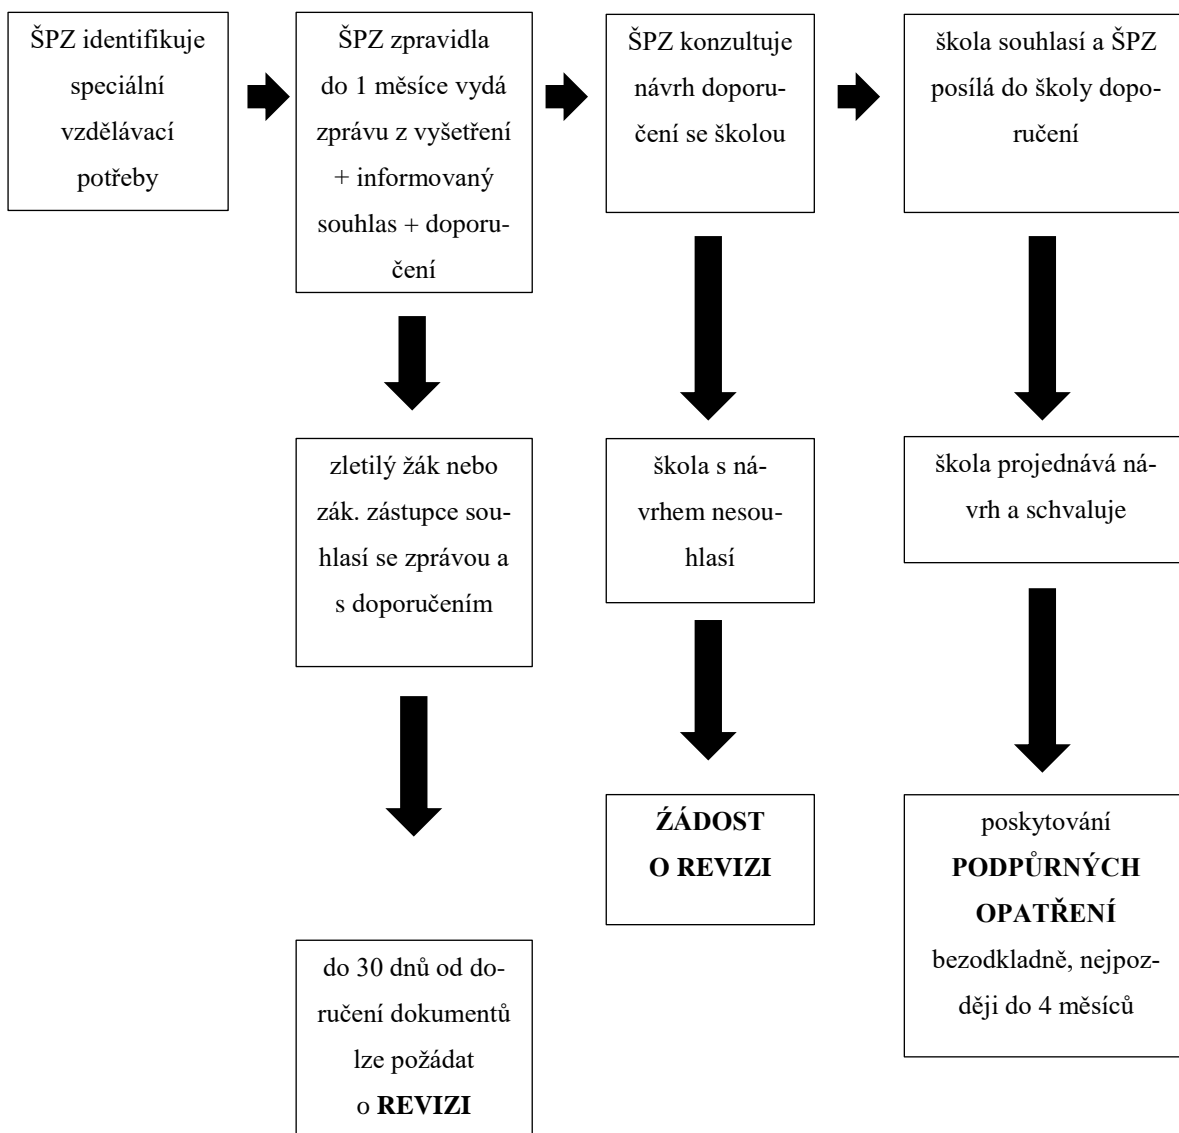 ŠPZ identifikuje
speciální
vzdělávací
potřeby
ŠPZ zpravidla
do 1 měsíce vydá
zprávu z vyšetření
+ informovaný
souhlas + doporu-
čení
ŠPZ konzultuje
návrh doporu-
čení se školou
škola souhlasí a ŠPZ
posílá do školy dopo-
ručení
zletilý žák nebo
zák. zástupce sou-
hlasí se zprávou a
s doporučením
škola s ná-
vrhem nesou-
hlasí
škola projednává ná-
vrh a schvaluje
ŹÁDOST
O REVIZI
poskytování
PODPŮRNÝCH
OPATŘENÍ
bezodkladně, nejpoz-
ději do 4 měsíců
do 30 dnů od do-
ručení dokumentů
lze požádat
o REVIZI